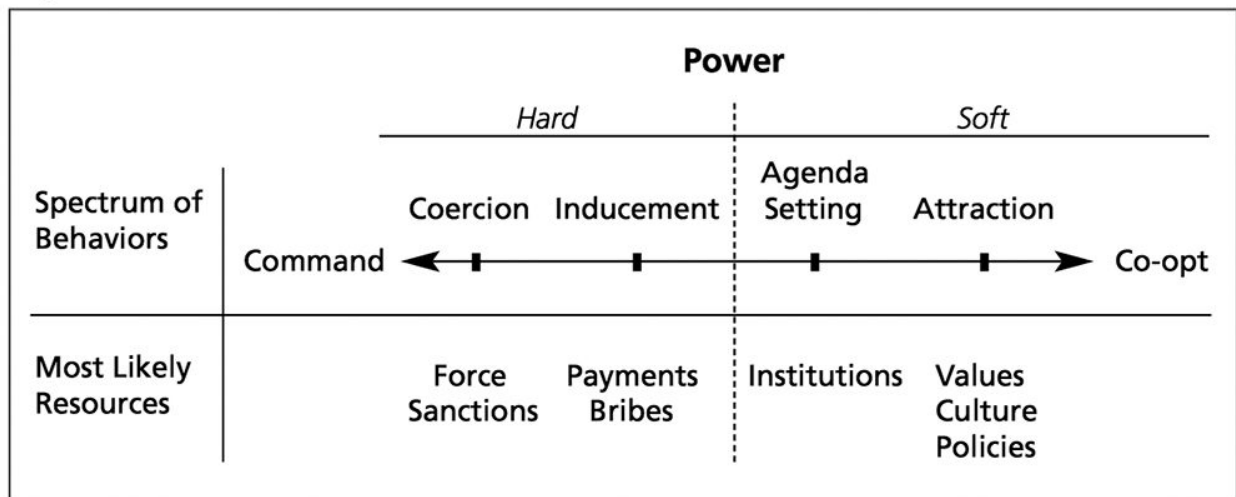 Power
Hard
Soft
Spectrum of
Behaviors
Command
Coercion
Inducement
Agenda
Setting
Attraction
Co-opt
Most Likely
Resources
Force
Sanctions
Payments
Bribes
Institutions
Values
Culture
Policies